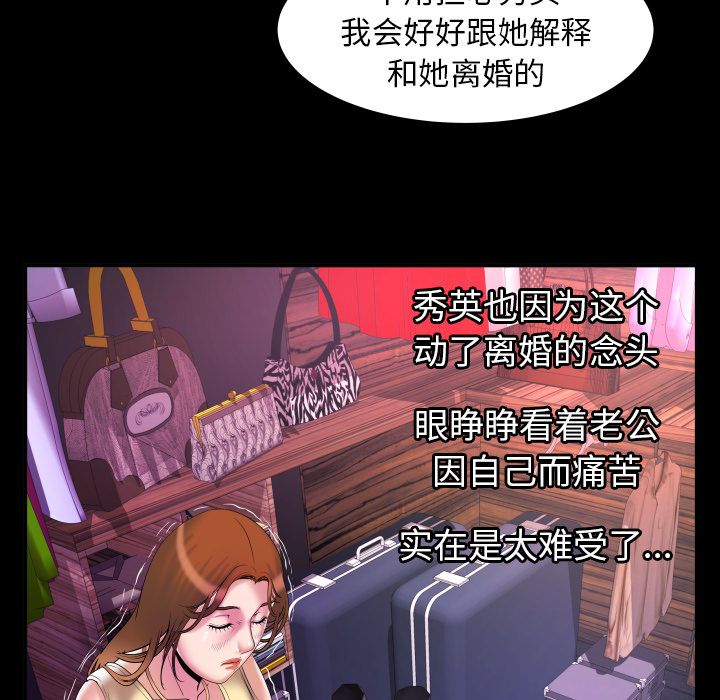 我会好好跟她解释
和她离婚的
秀英也因为这个
动了离婚的念头
眼睁睁看着老公
因自己而痛苦
实在是太难受了...